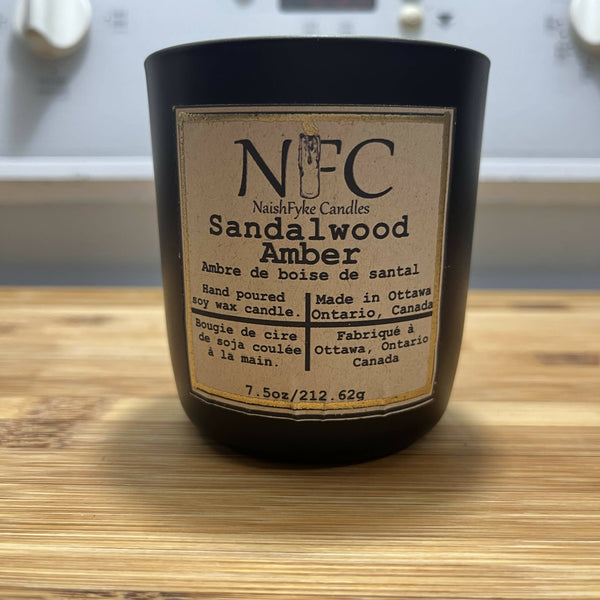 NFC
NaishFyke Candles
Sandalwood
Amber
Ambre de boise de santal
Hand poured
soy wax candle.
Made in Ottawa
Ontario, Canada
Bougie de cire
de soja coulée
à la main.
Fabriqué à
Ottawa, Ontario
Canada
7.5oz/212.62g